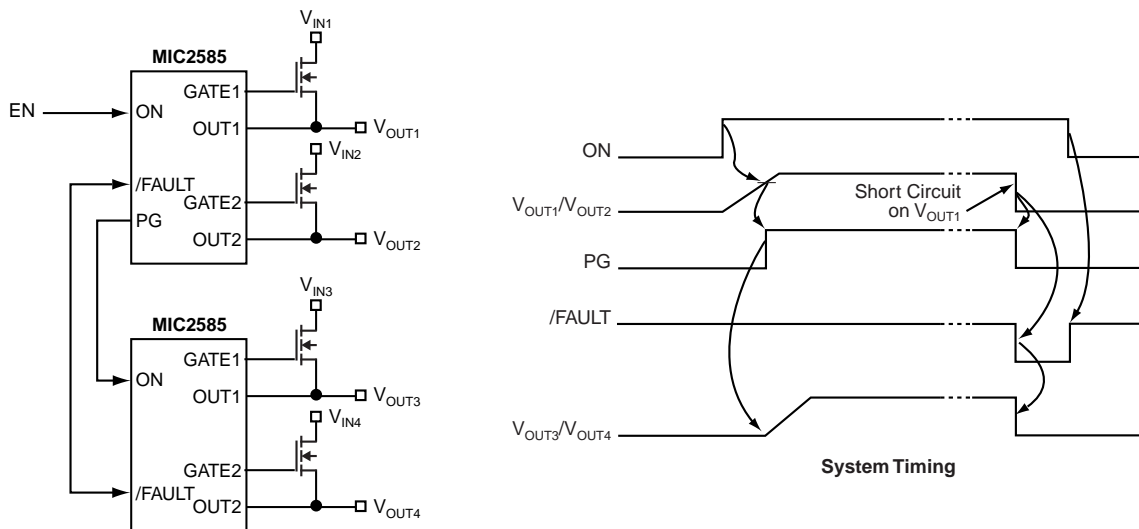 V_IN1
MIC2585
GATE1
EN
ON
OUT1
V_OUT1
V_IN2
/FAULT
GATE2
PG
OUT2
V_OUT2
V_IN3
MIC2585
GATE1
ON
OUT1
V_OUT3
V_IN4
GATE2
/FAULT
OUT2
V_OUT4
ON
V_OUT1/V_OUT2
Short Circuit
on V_OUT1
PG
/FAULT
V_OUT3/V_OUT4
System Timing